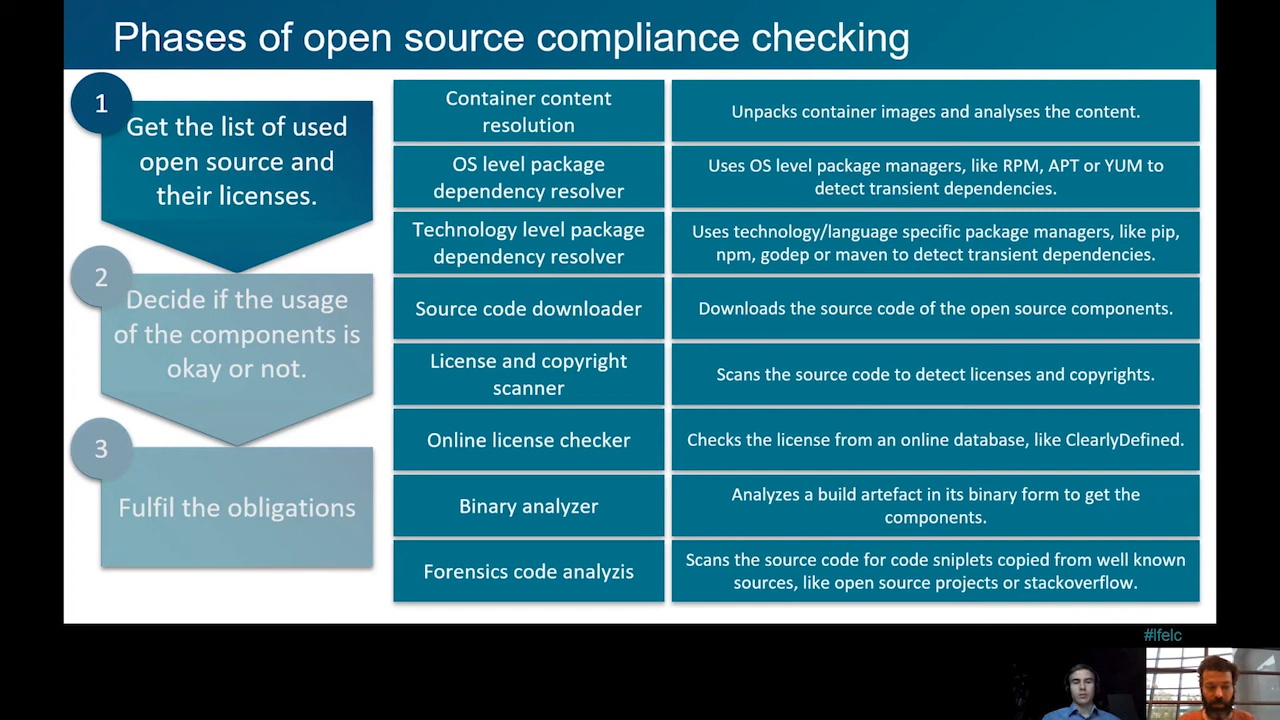 Phases of open source compliance checking
1
Get the list of used
open source and
their licenses.
2
Decide if the usage
of the components is
okay or not.
3
Fulfil the obligations
Container content
resolution
Unpacks container images and analyses the content.
OS level package
dependency resolver
Uses OS level package managers, like RPM, APT or YUM to
detect transient dependencies.
Technology level package
dependency resolver
Uses technology/language specific package managers, like pip,
npm, godep or maven to detect transient dependencies.
Source code downloader
Downloads the source code of the open source components.
License and copyright
scanner
Scans the source code to detect licenses and copyrights.
Online license checker
Checks the license from an online database, like ClearlyDefined.
Binary analyzer
Analyzes a build artefact in its binary form to get the
components.
Forensics code analyzis
Scans the source code for code sniplets copied from well known
sources, like open source projects or stackoverflow.
#lfelc